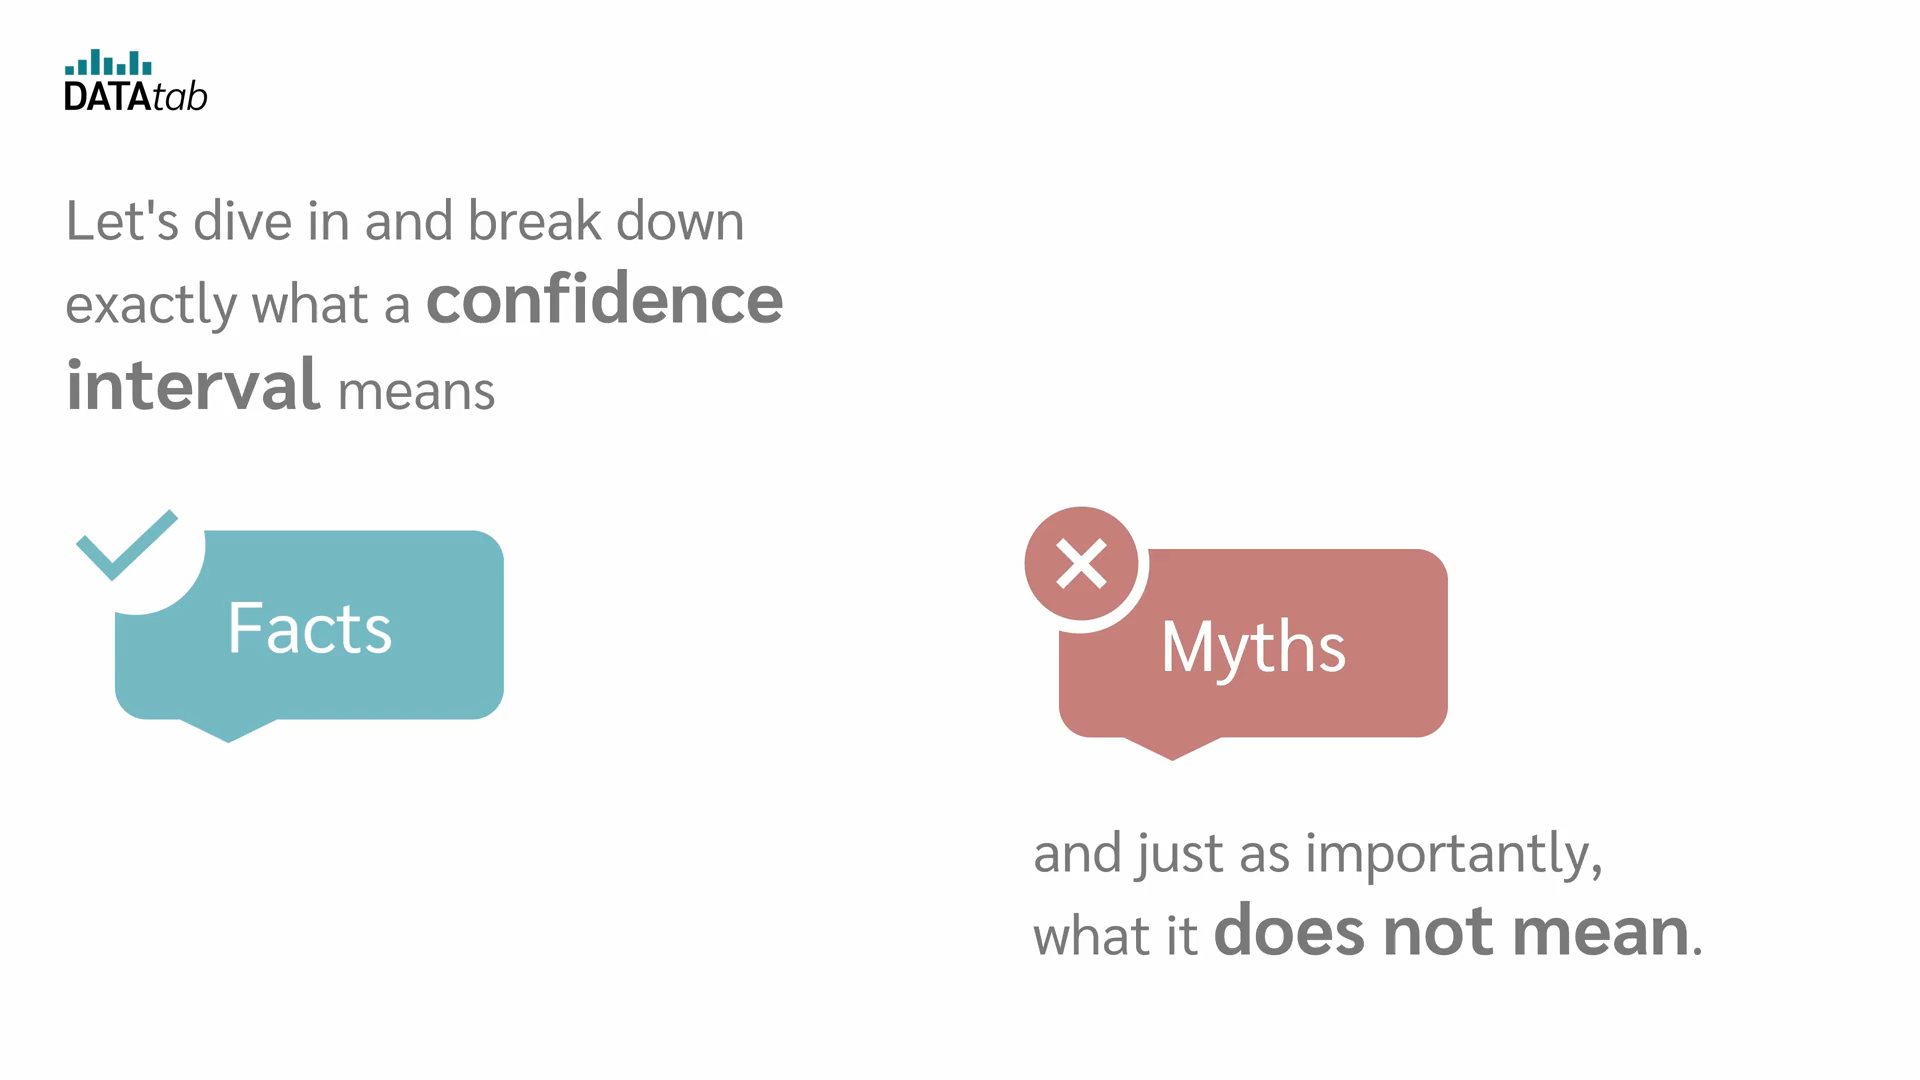 DATAtab
Let's dive in and break down
exactly what a confidence
interval means
Facts
Myths
and just as importantly,
what it does not mean.